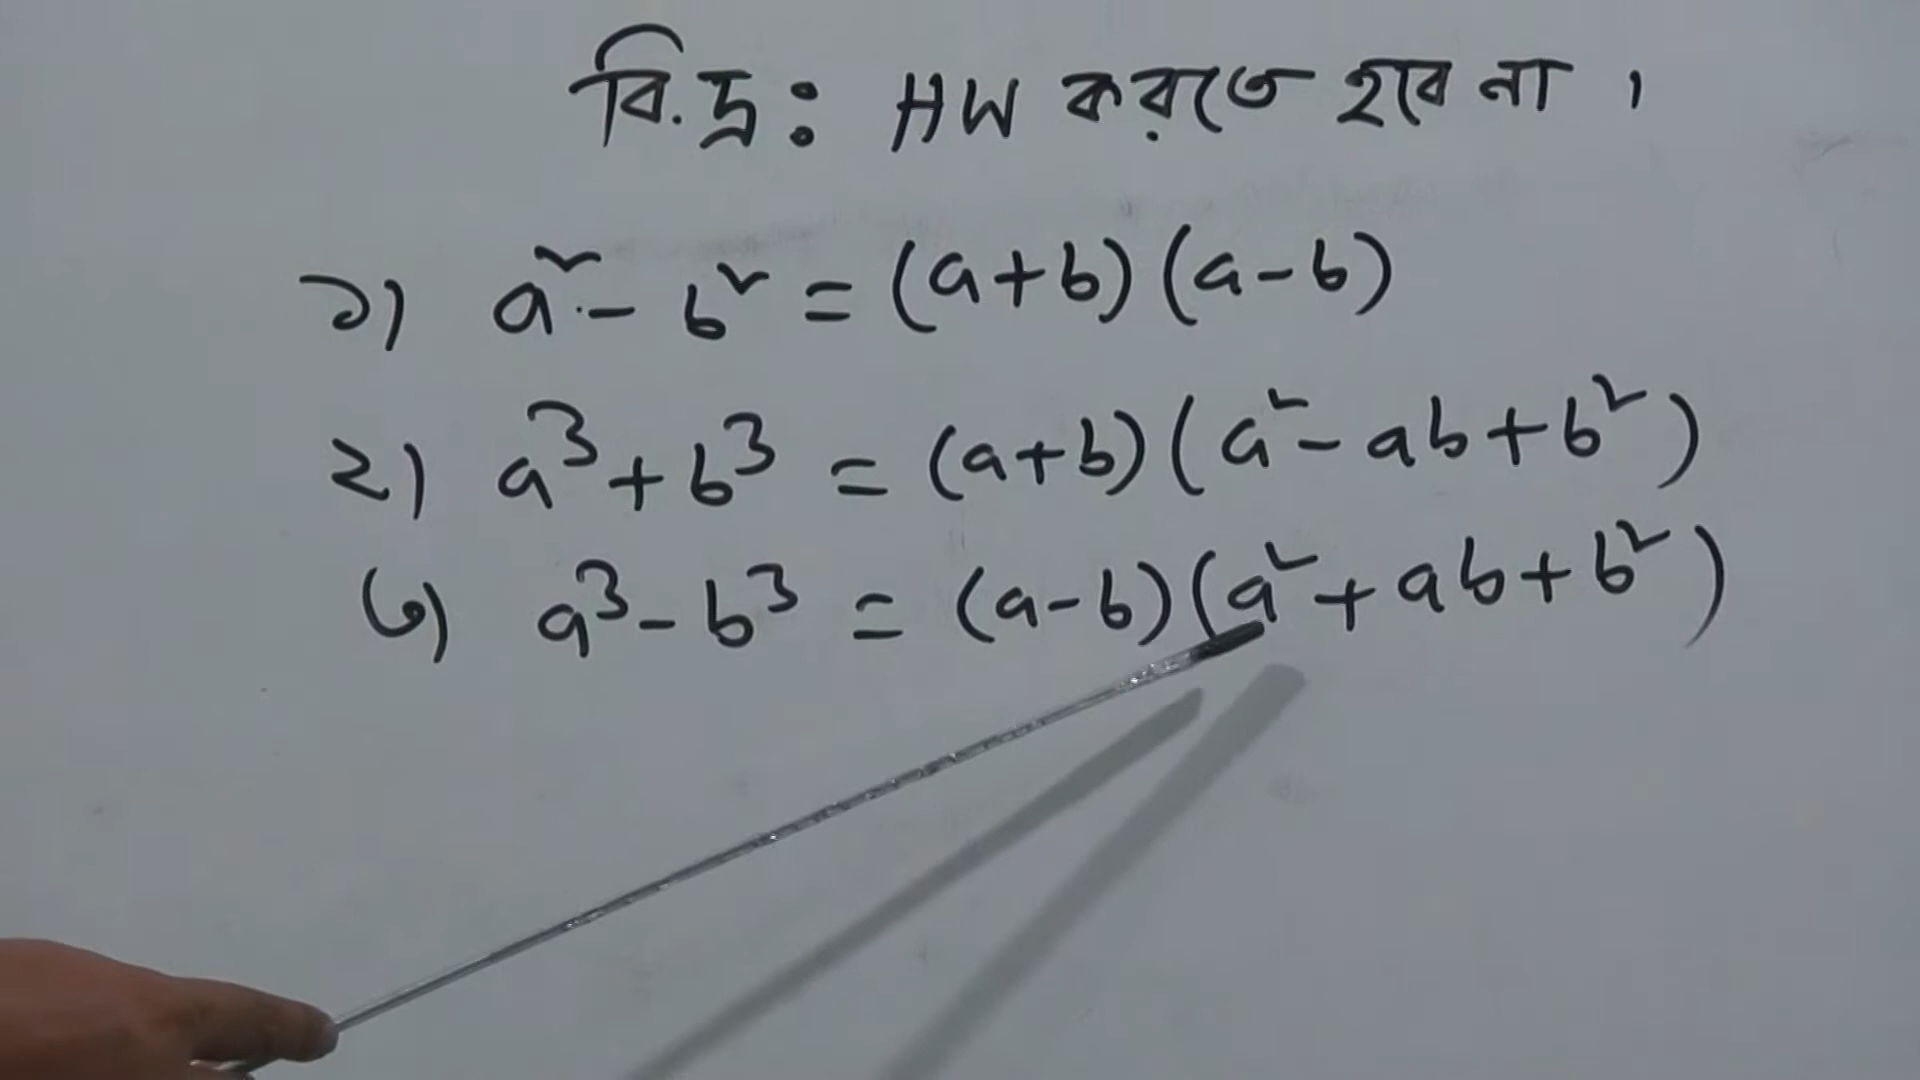 বি.দ্র: HW করতে হবে না।
১) a² - b² = (a+b)(a-b)
২) a³ + b³ = (a+b)(a² - ab + b²)
৩) a³ - b³ = (a-b)(a² + ab + b²)